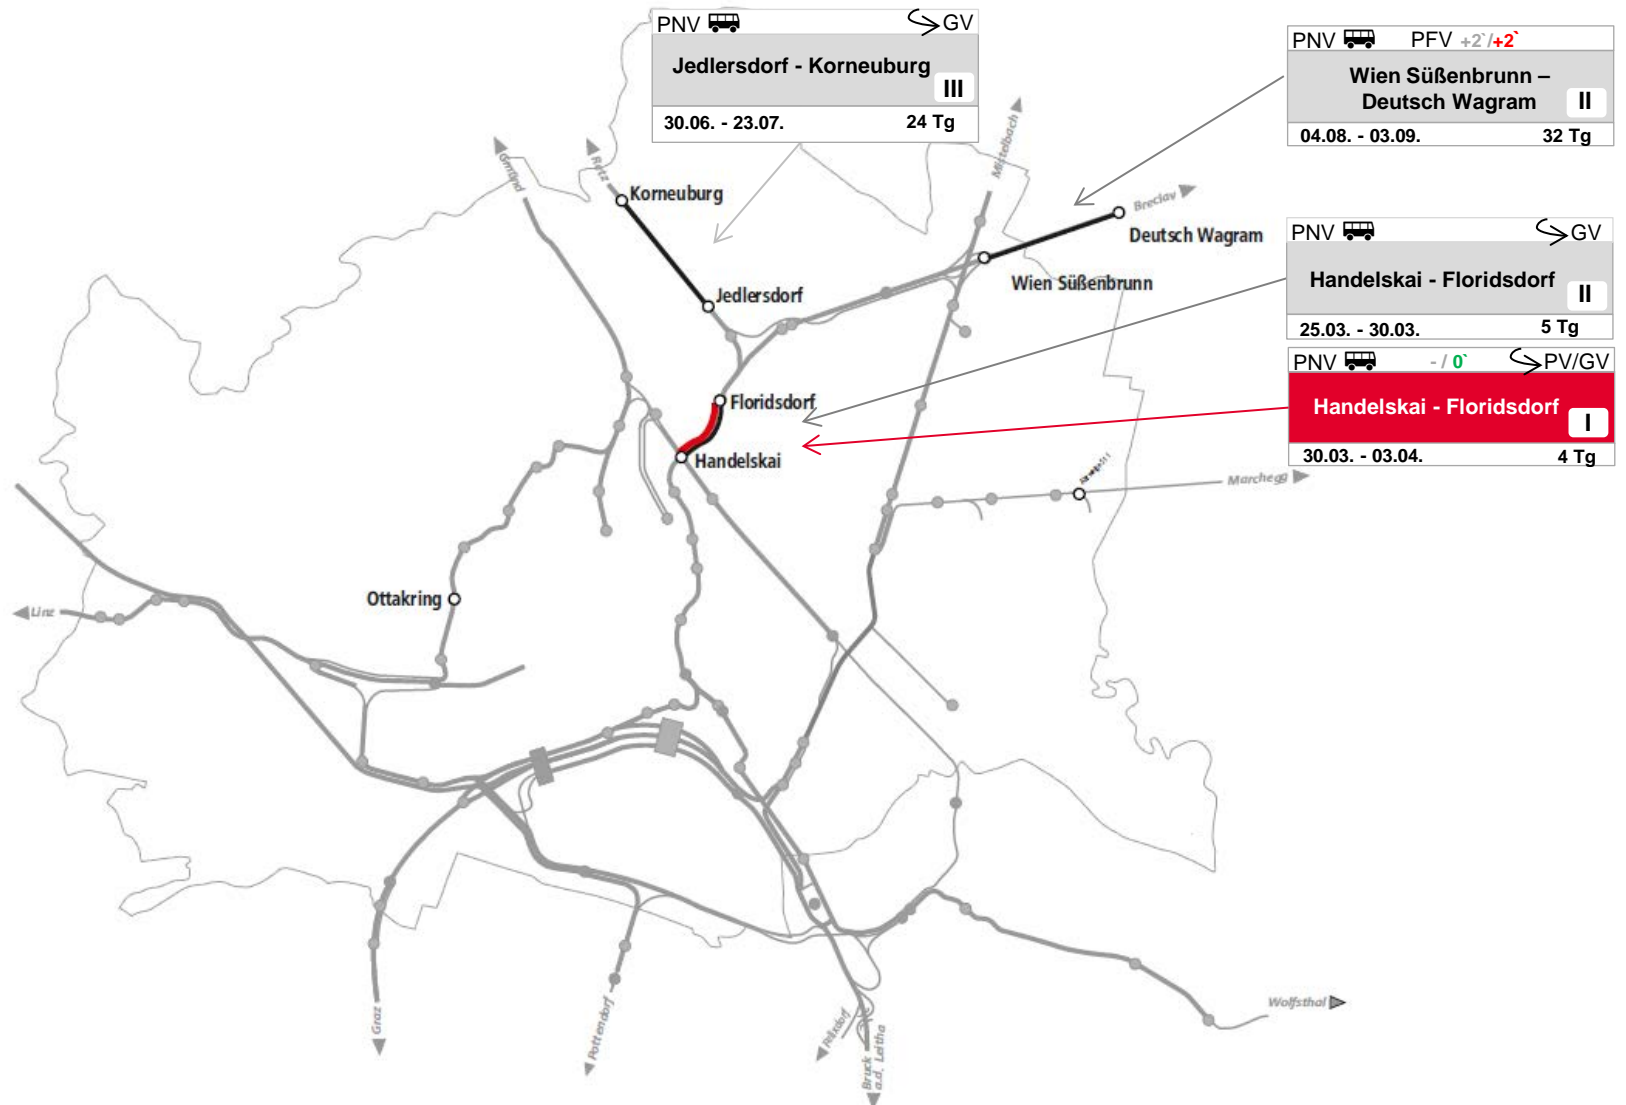 PNV GV
Jedlersdorf - Korneuburg
III
30.06. - 23.07. 24 Tg
PNV PFV +2`/+2`
Wien Süßenbrunn –
Deutsch Wagram
II
04.08. - 03.09. 32 Tg
PNV GV
Handelskai - Floridsdorf
II
25.03. - 30.03. 5 Tg
PNV - / 0` PV/GV
Handelskai - Floridsdorf
I
30.03. - 03.04. 4 Tg
Gmünd
Retz
Mistelbach
Breclav
Korneuburg
Deutsch Wagram
Wien Süßenbrunn
Jedlersdorf
Floridsdorf
Handelskai
Marchegg
Ottakring
Linz
Wolfsthal
Graz
Pottendorf
Felixdorf
Bruck
a.d. Leitha